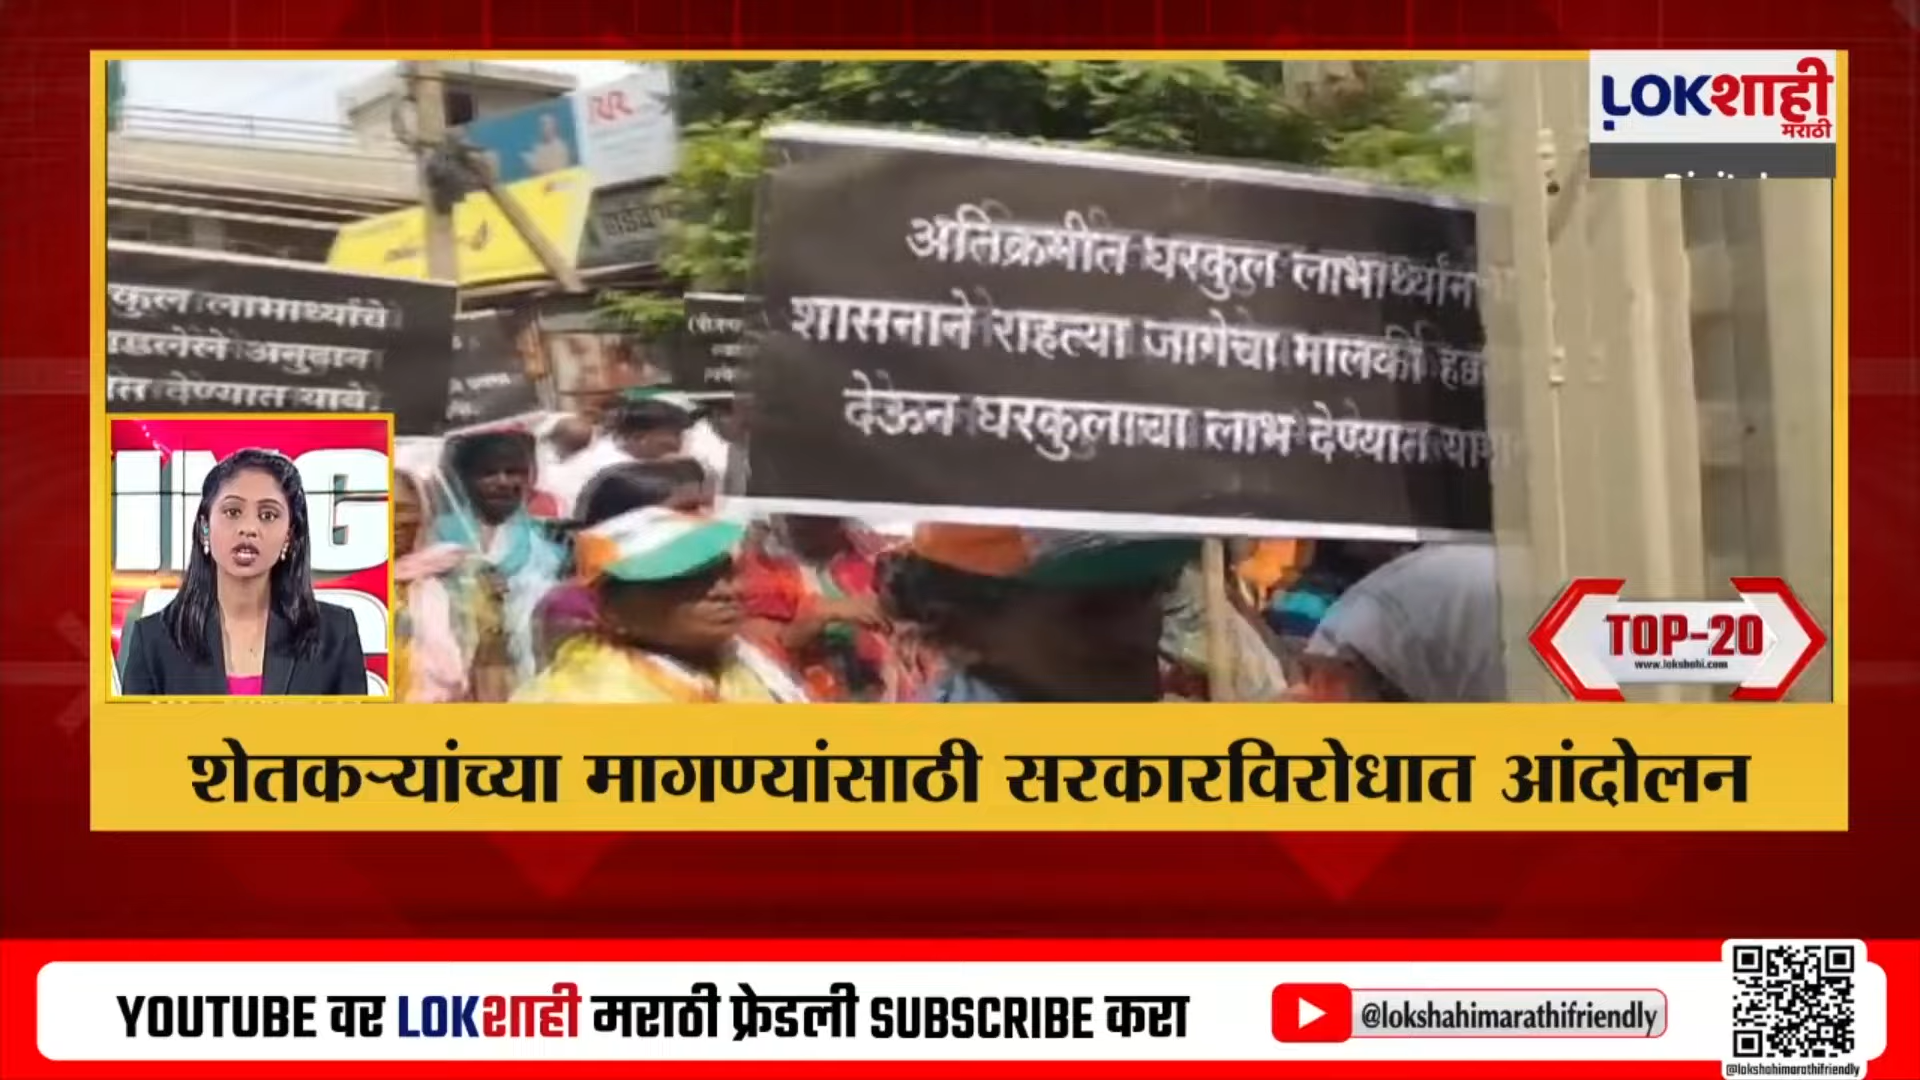 LOKशाही
मराठी
अतिक्रमीत घरकुल लाभार्थ्यांन
शासनाने राहत्या जागेचा मालकी
देऊन घरकुलाचा लाभ देण्यात
कुल लाभार्थ्यांचे
अनुदान
देण्यात यावे.
TOP-20
www.lokshahi.com
शेतकऱ्यांच्या मागण्यांसाठी सरकारविरोधात आंदोलन
YOUTUBE वर LOKशाही मराठी फ्रेंडली SUBSCRIBE करा
@lokshahimarathifriendly
@lokshahimarathifriendly